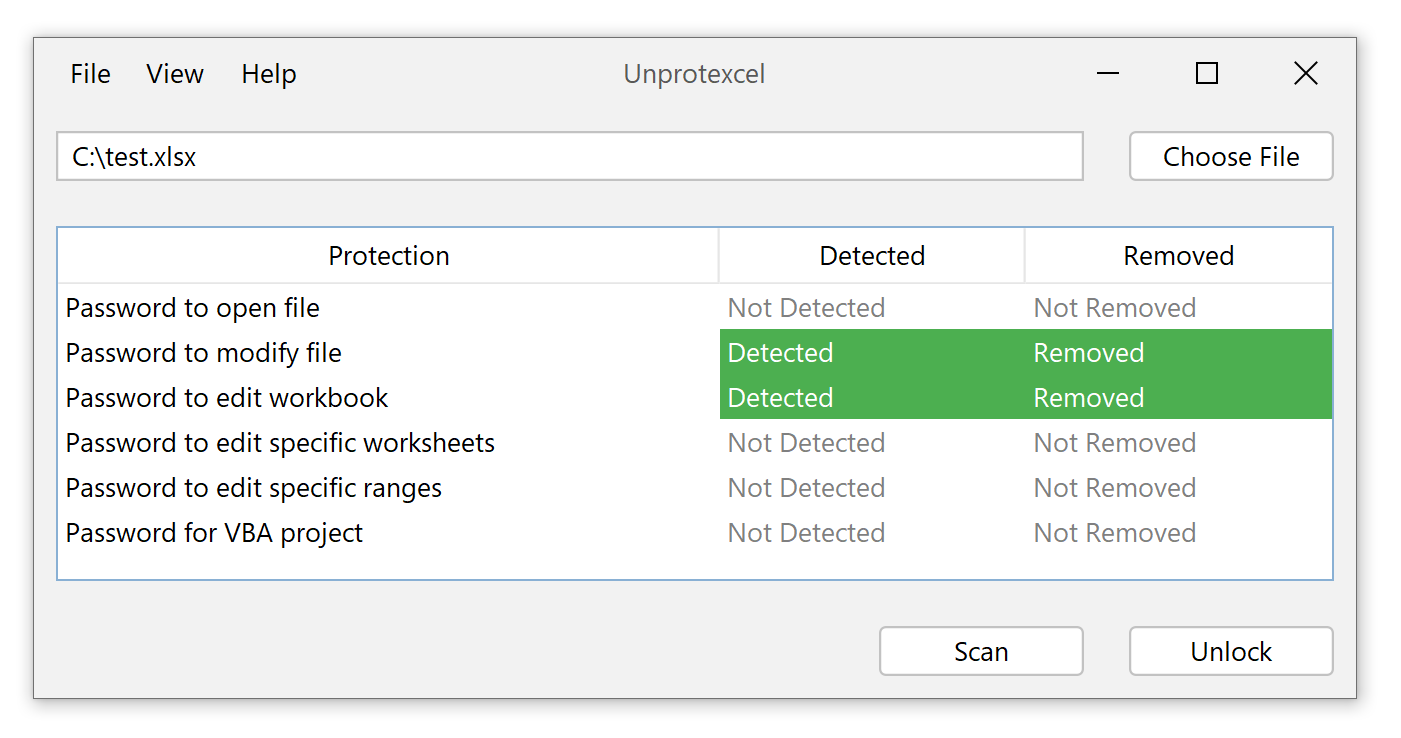 File View Help Unprotexcel
C:\test.xlsx Choose File
Protection Detected Removed
Password to open file Not Detected Not Removed
Password to modify file Detected Removed
Password to edit workbook Detected Removed
Password to edit specific worksheets Not Detected Not Removed
Password to edit specific ranges Not Detected Not Removed
Password for VBA project Not Detected Not Removed
Scan Unlock